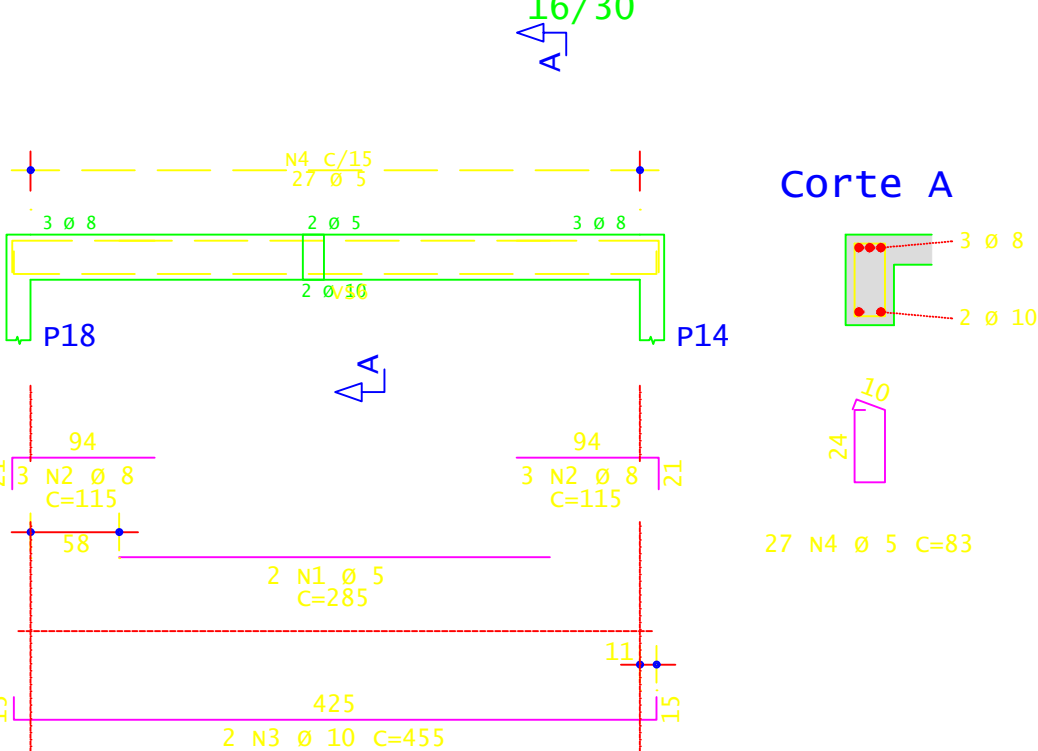 16/30
A
N4 C/15
27 Ø 5
Corte A
3 Ø 8
2 Ø 5
3 Ø 8
3 Ø 8
2 Ø 10
2 Ø 10
P18
P14
A
10
24
94
94
21
3 N2 Ø 8
3 N2 Ø 8
21
C=115
C=115
58
27 N4 Ø 5 C=83
2 N1 Ø 5
C=285
11
425
15
15
2 N3 Ø 10 C=455